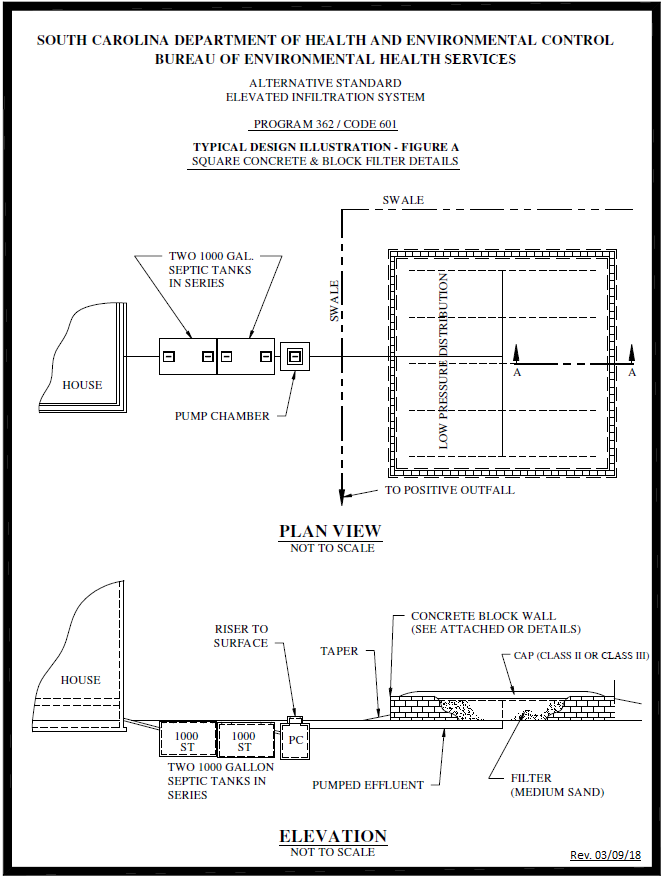 SOUTH CAROLINA DEPARTMENT OF HEALTH AND ENVIRONMENTAL CONTROL
BUREAU OF ENVIRONMENTAL HEALTH SERVICES
ALTERNATIVE STANDARD
ELEVATED INFILTRATION SYSTEM
PROGRAM 362 / CODE 601
TYPICAL DESIGN ILLUSTRATION - FIGURE A
SQUARE CONCRETE & BLOCK FILTER DETAILS
SWALE
TWO 1000 GAL.
SEPTIC TANKS
IN SERIES
SWALE
LOW PRESSURE DISTRIBUTION
HOUSE
A
A
PUMP CHAMBER
TO POSITIVE OUTFALL
PLAN VIEW
NOT TO SCALE
CONCRETE BLOCK WALL
(SEE ATTACHED OR DETAILS)
RISER TO
SURFACE
TAPER
CAP (CLASS II OR CLASS III)
HOUSE
1000
ST
1000
ST
PC
TWO 1000 GALLON
SEPTIC TANKS IN
SERIES
PUMPED EFFLUENT
FILTER
(MEDIUM SAND)
ELEVATION
NOT TO SCALE
Rev. 03/09/18